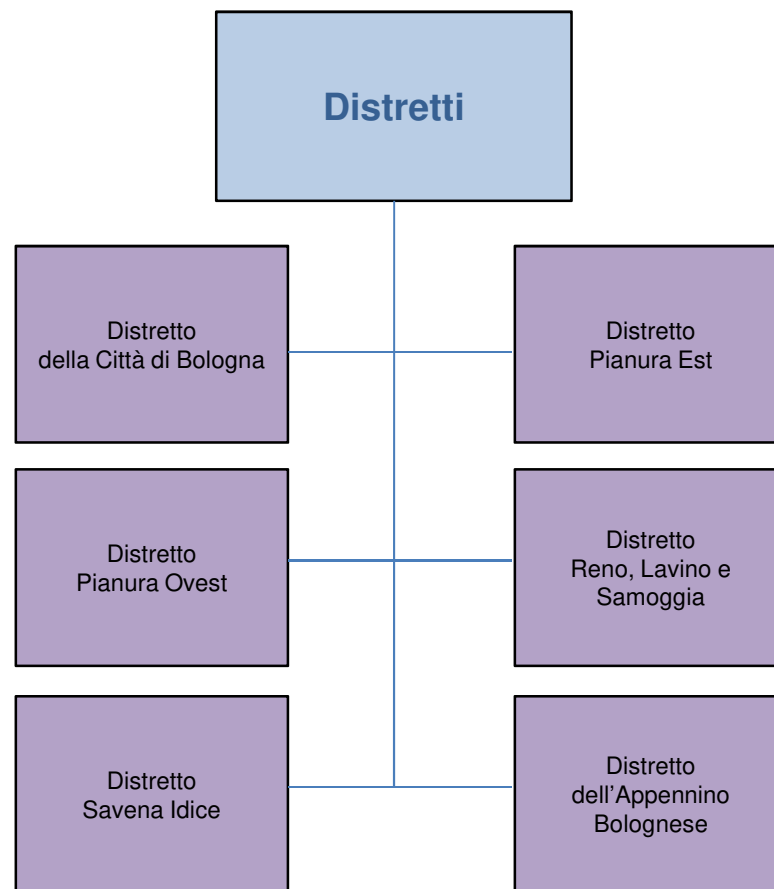 Distretti
Distretto
della Città di Bologna
Distretto
Pianura Est
Distretto
Pianura Ovest
Distretto
Reno, Lavino e
Samoggia
Distretto
Savena Idice
Distretto
dell’Appennino
Bolognese